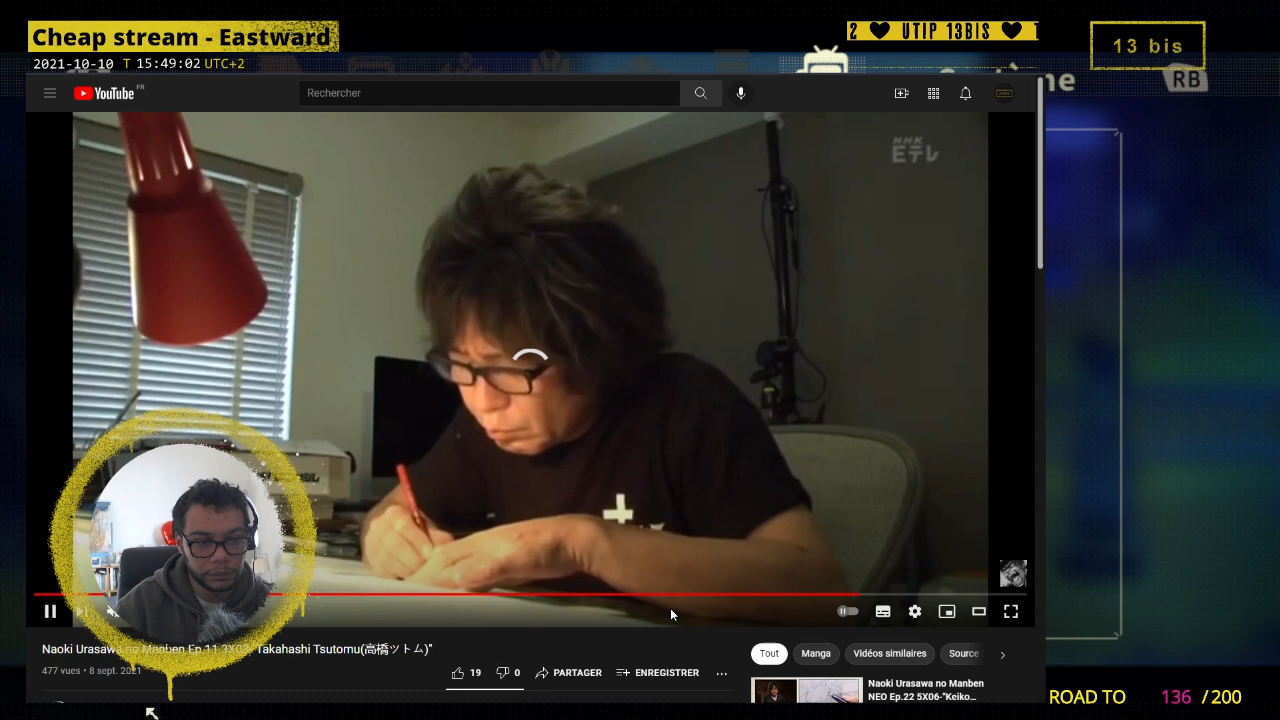 Cheap stream - Eastward
2 ♥ UTIP 13BIS ♥ 1
13 bis
2021-10-10 T 15:49:02 UTC+2
RB
YouTube FR
Rechercher
NHK
Eテレ
Naoki Urasawa no Manben Ep.11 3X03- Takahashi Tsutomu(高橋ツトム)"
477 vues • 8 sept. 2021
19
0
PARTAGER
ENREGISTRER
Tout
Manga
Vidéos similaires
Source
Naoki Urasawa no Manben
NEO Ep.22 5X06-"Keiko...
ROAD TO 136 / 200